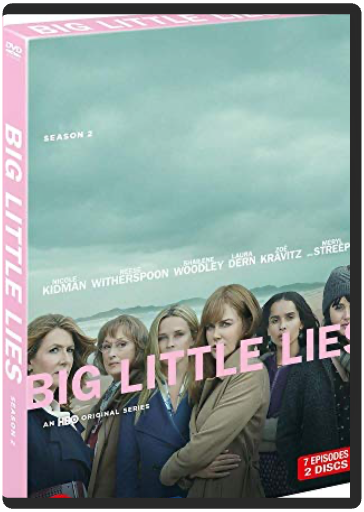 DVD
BIG LITTLE LIES
SEASON 2
SEASON 2
NICOLE KIDMAN
REESE WITHERSPOON
SHAILENE WOODLEY
LAURA DERN
ZOË KRAVITZ
AND MERYL STREEP
BIG LITTLE LIES
AN HBO ORIGINAL SERIES
7 EPISODES
2 DISCS